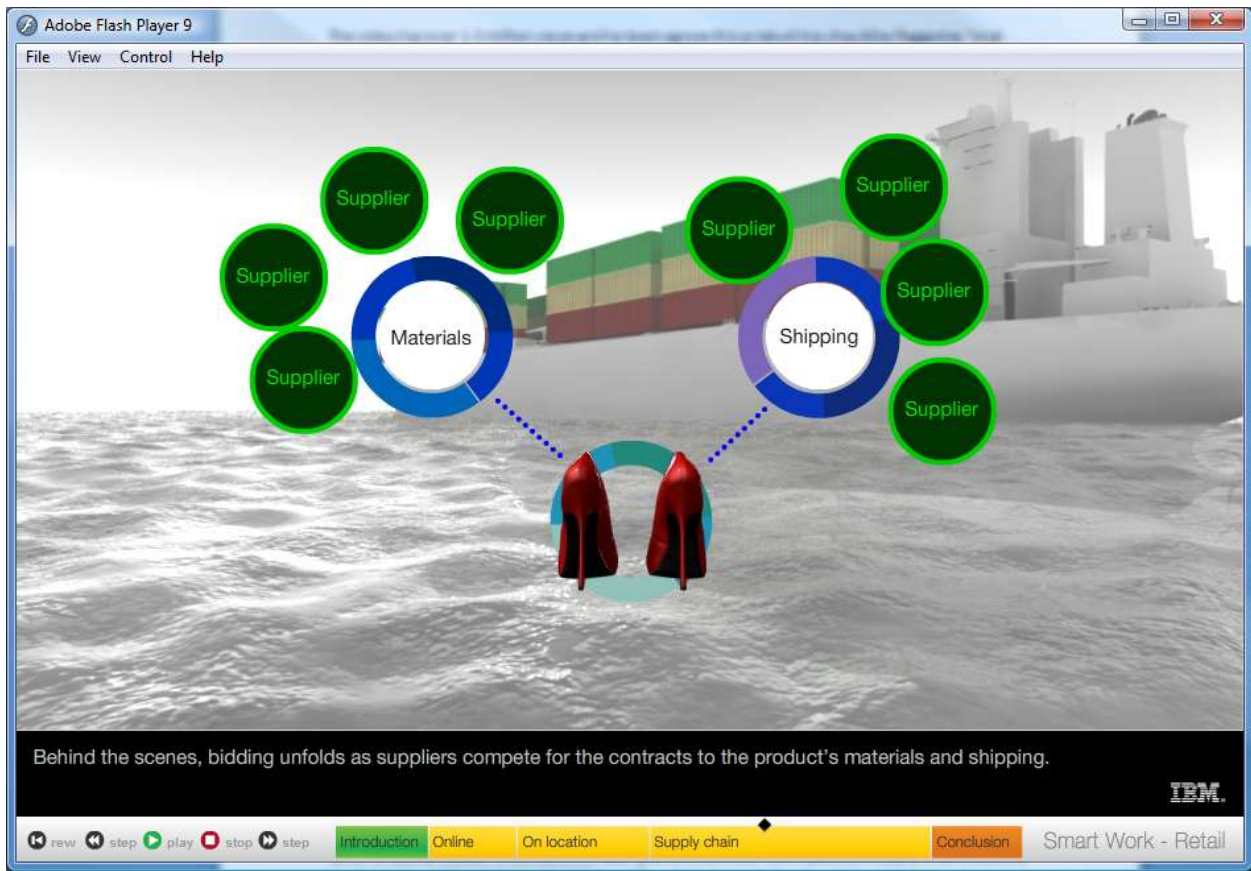 Adobe Flash Player 9
File View Control Help
Supplier
Supplier
Supplier
Supplier
Supplier
Supplier
Supplier
Supplier
Materials
Shipping
Behind the scenes, bidding unfolds as suppliers compete for the contracts to the product's materials and shipping.
IBM.
rew step play stop step Introduction Online On location Supply chain Conclusion Smart Work - Retail